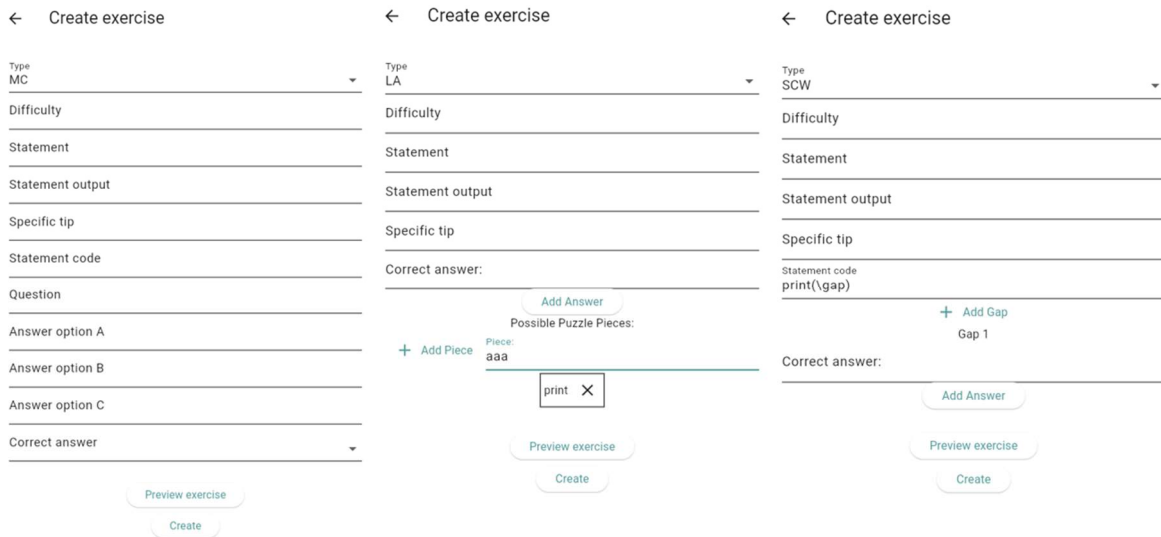 Create exercise
Type
MC
Difficulty
Statement
Statement output
Specific tip
Statement code
Question
Answer option A
Answer option B
Answer option C
Correct answer
Preview exercise
Create
Create exercise
Type
LA
Difficulty
Statement
Statement output
Specific tip
Correct answer:
Add Answer
Possible Puzzle Pieces:
Piece:
+ Add Piece
aaa
print X
Preview exercise
Create
Create exercise
Type
SCW
Difficulty
Statement
Statement output
Specific tip
Statement code
print(\gap)
+ Add Gap
Gap 1
Correct answer:
Add Answer
Preview exercise
Create